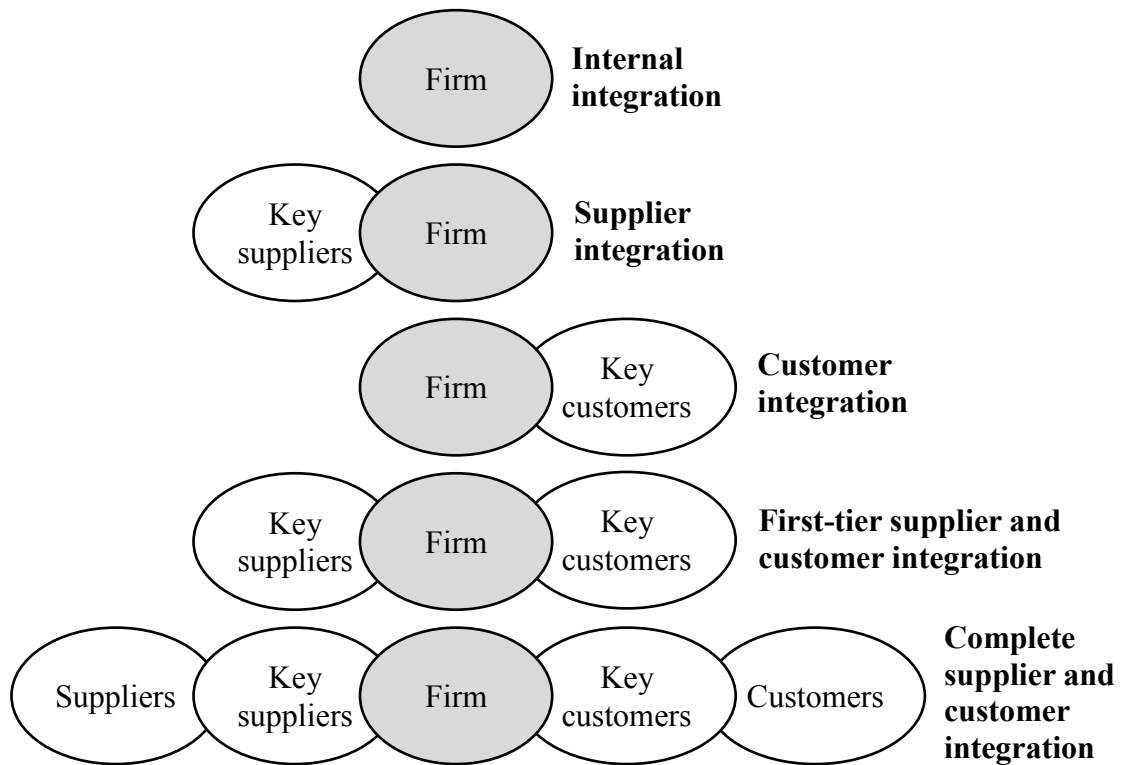 Firm
Internal
integration
Key
suppliers
Firm
Supplier
integration
Firm
Key
customers
Customer
integration
Key
suppliers
Firm
Key
customers
First-tier supplier and
customer integration
Suppliers
Key
suppliers
Firm
Key
customers
Customers
Complete
supplier and
customer
integration